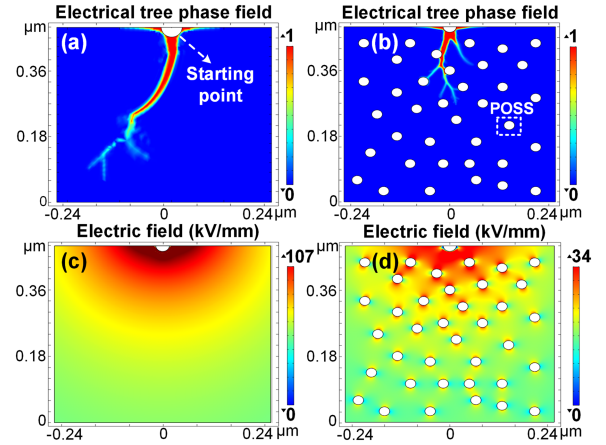 Electrical tree phase field
Electrical tree phase field
μm
(a)
Starting
point
0.36
0.18
0
-0.24
0
0.24
μm
1
0
μm
(b)
POSS
0.36
0.18
0
-0.24
0
0.24
μm
1
0
Electric field (kV/mm)
Electric field (kV/mm)
μm
(c)
0.36
0.18
0
-0.24
0
0.24
μm
107
0
μm
(d)
0.36
0.18
0
-0.24
0
0.24
μm
34
0